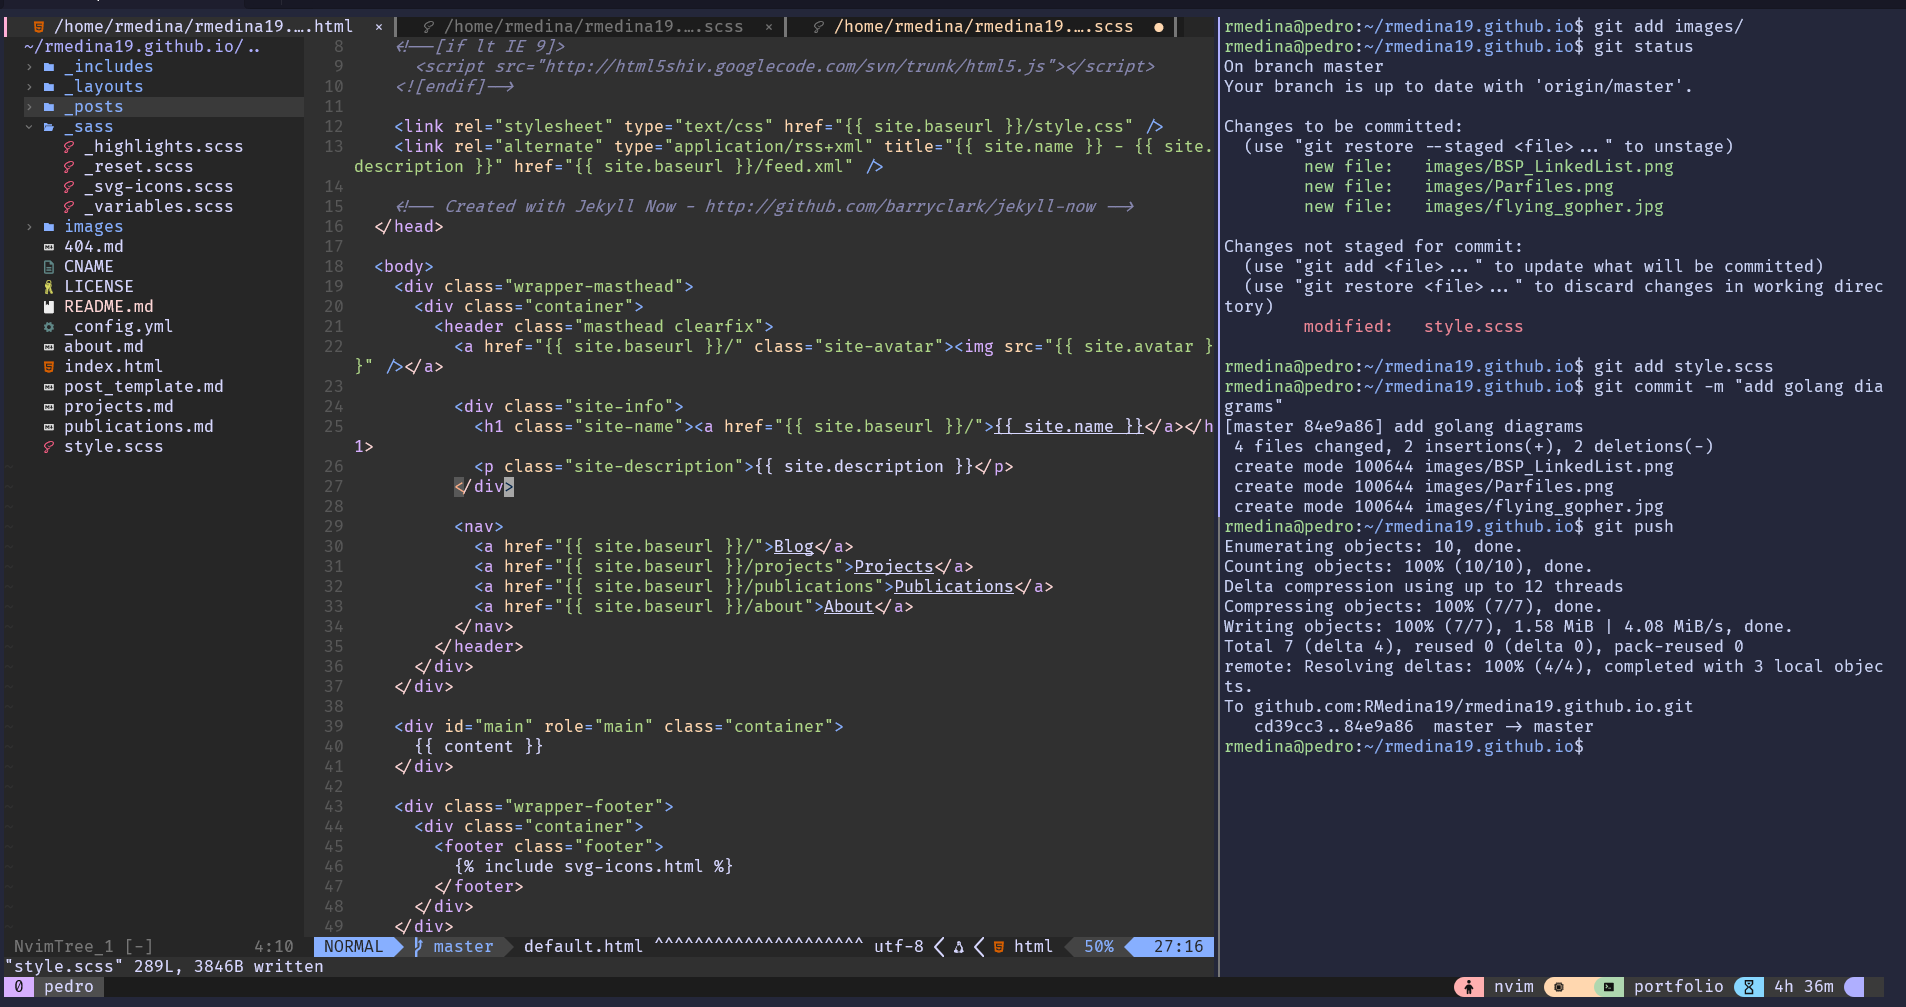 /home/rmedina/rmedina19.….html × /home/rmedina/rmedina19.….scss × /home/rmedina/rmedina19.….scss ●
~/rmedina19.github.io/..
› _includes
› _layouts
› _posts
_sass
_highlights.scss
_reset.scss
_svg-icons.scss
_variables.scss
› images
404.md
CNAME
LICENSE
README.md
_config.yml
about.md
index.html
post_template.md
projects.md
publications.md
style.scss
NvimTree_1 [-] 4:10
8 <!--[if lt IE 9]>
9 <script src="http://html5shiv.googlecode.com/svn/trunk/html5.js"></script>
10 <![endif]-->
11
12 <link rel="stylesheet" type="text/css" href="{{ site.baseurl }}/style.css" />
13 <link rel="alternate" type="application/rss+xml" title="{{ site.name }} - {{ site.
description }}" href="{{ site.baseurl }}/feed.xml" />
14
15 <!-- Created with Jekyll Now - http://github.com/barryclark/jekyll-now -->
16 </head>
17
18 <body>
19 <div class="wrapper-masthead">
20 <div class="container">
21 <header class="masthead clearfix">
22 <a href="{{ site.baseurl }}/" class="site-avatar"><img src="{{ site.avatar }
}" /></a>
23
24 <div class="site-info">
25 <h1 class="site-name"><a href="{{ site.baseurl }}/">{{ site.name }}</a></h
1>
26 <p class="site-description">{{ site.description }}</p>
27 </div>
28
29 <nav>
30 <a href="{{ site.baseurl }}/">Blog</a>
31 <a href="{{ site.baseurl }}/projects">Projects</a>
32 <a href="{{ site.baseurl }}/publications">Publications</a>
33 <a href="{{ site.baseurl }}/about">About</a>
34 </nav>
35 </header>
36 </div>
37 </div>
38
39 <div id="main" role="main" class="container">
40 {{ content }}
41 </div>
42
43 <div class="wrapper-footer">
44 <div class="container">
45 <footer class="footer">
46 {% include svg-icons.html %}
47 </footer>
48 </div>
49 </div>
NORMAL master default.html ^^^^^^^^^^^^^^^^^^^^^ utf-8 html 50% 27:16
"style.scss" 289L, 3846B written
rmedina@pedro:~/rmedina19.github.io$ git add images/
rmedina@pedro:~/rmedina19.github.io$ git status
On branch master
Your branch is up to date with 'origin/master'.
Changes to be committed:
(use "git restore --staged <file>..." to unstage)
new file: images/BSP_LinkedList.png
new file: images/Parfiles.png
new file: images/flying_gopher.jpg
Changes not staged for commit:
(use "git add <file>..." to update what will be committed)
(use "git restore <file>..." to discard changes in working direc
tory)
modified: style.scss
rmedina@pedro:~/rmedina19.github.io$ git add style.scss
rmedina@pedro:~/rmedina19.github.io$ git commit -m "add golang dia
grams"
[master 84e9a86] add golang diagrams
4 files changed, 2 insertions(+), 2 deletions(-)
create mode 100644 images/BSP_LinkedList.png
create mode 100644 images/Parfiles.png
create mode 100644 images/flying_gopher.jpg
rmedina@pedro:~/rmedina19.github.io$ git push
Enumerating objects: 10, done.
Counting objects: 100% (10/10), done.
Delta compression using up to 12 threads
Compressing objects: 100% (7/7), done.
Writing objects: 100% (7/7), 1.58 MiB | 4.08 MiB/s, done.
Total 7 (delta 4), reused 0 (delta 0), pack-reused 0
remote: Resolving deltas: 100% (4/4), completed with 3 local objec
ts.
To github.com:RMedina19/rmedina19.github.io.git
cd39cc3..84e9a86 master -> master
rmedina@pedro:~/rmedina19.github.io$
0 pedro nvim portfolio 4h 36m